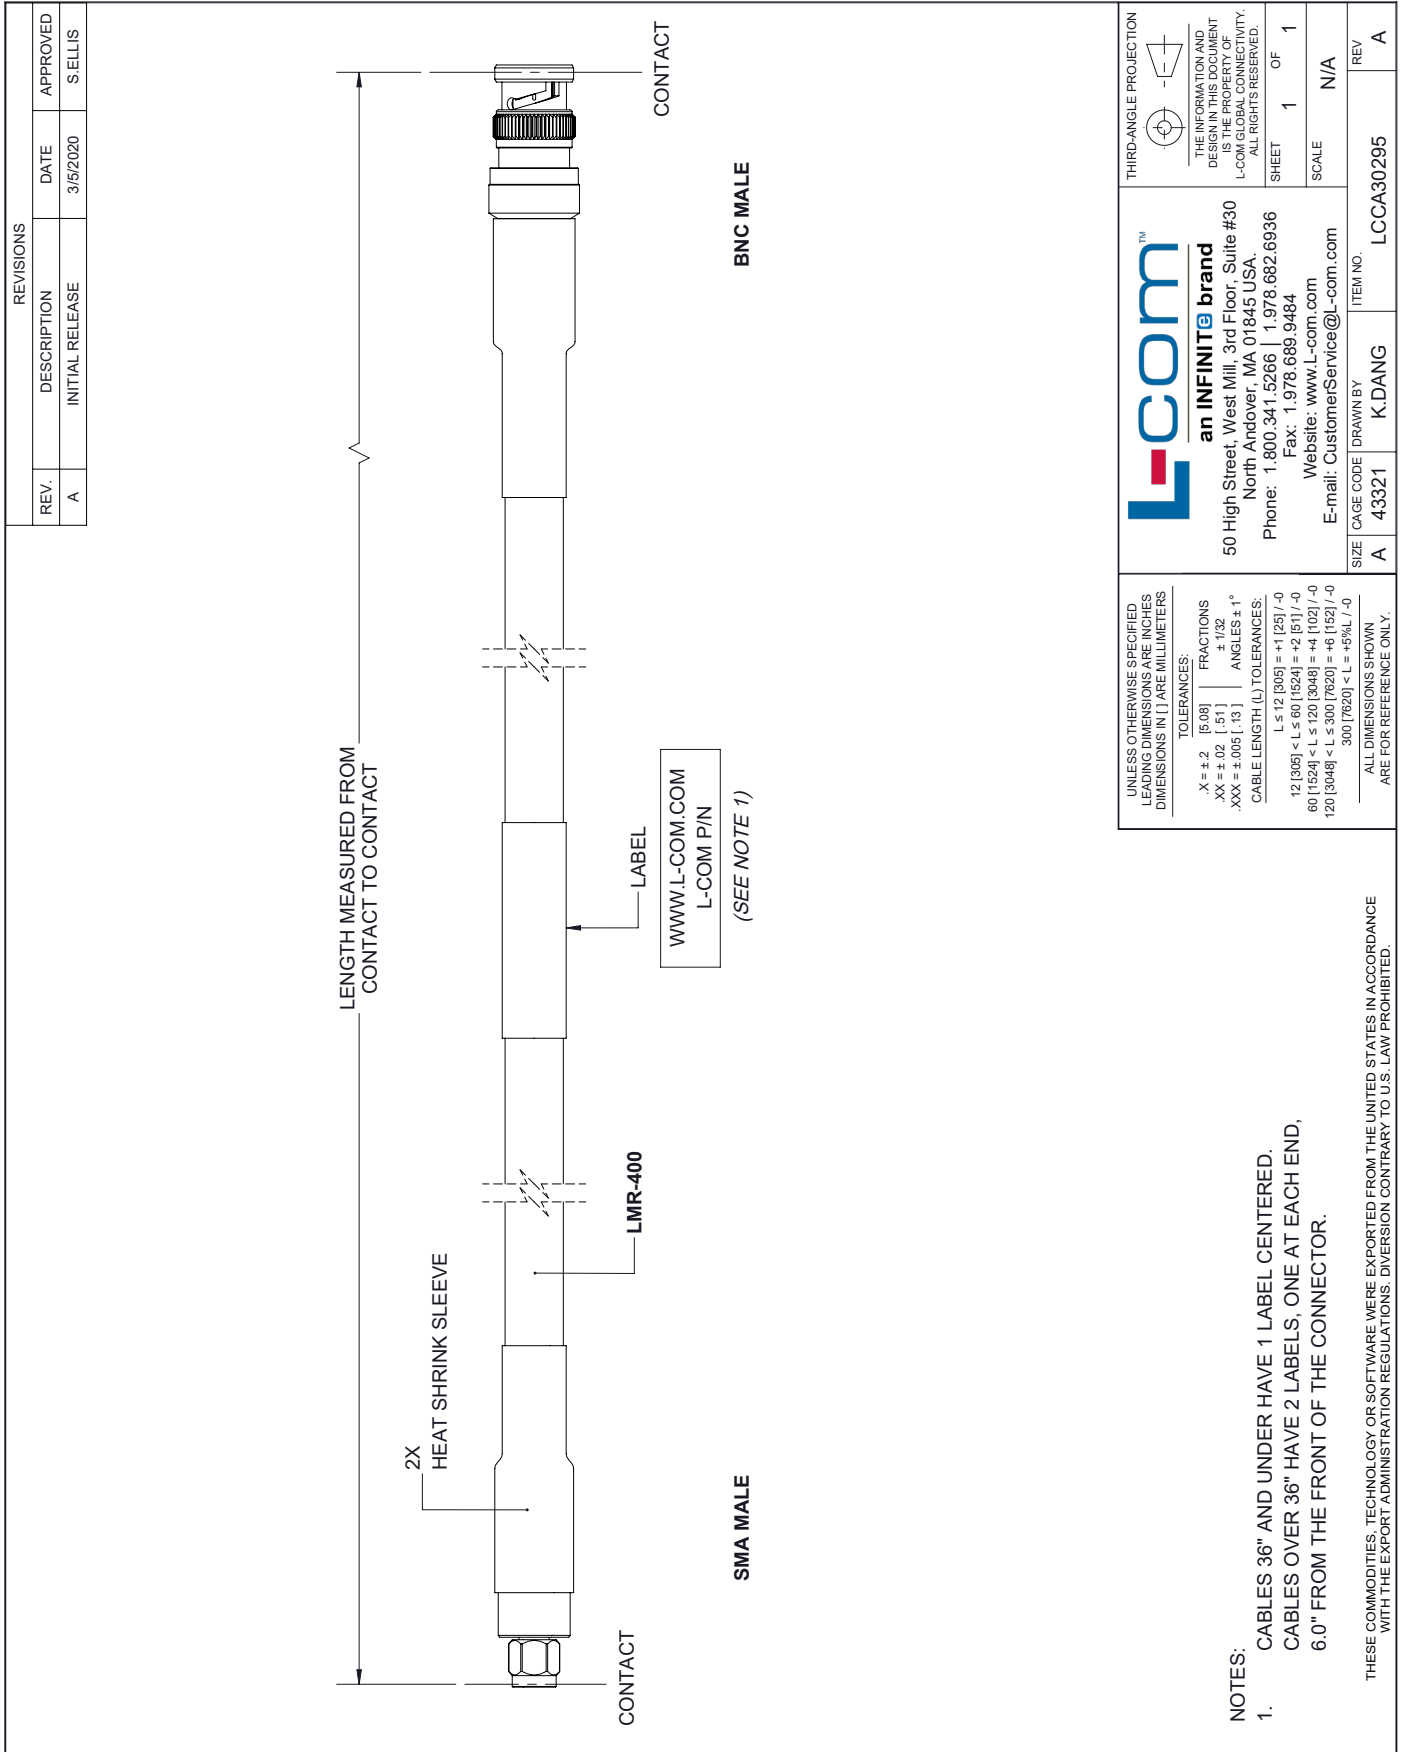 REVISIONS
REV. DESCRIPTION DATE APPROVED
A INITIAL RELEASE 3/5/2020 S.ELLIS
LENGTH MEASURED FROM
CONTACT TO CONTACT
2X
HEAT SHRINK SLEEVE
CONTACT
CONTACT
LMR-400
LABEL
WWW.L-COM.COM
L-COM P/N
(SEE NOTE 1)
SMA MALE
BNC MALE
NOTES:
1. CABLES 36" AND UNDER HAVE 1 LABEL CENTERED.
CABLES OVER 36" HAVE 2 LABELS, ONE AT EACH END,
6.0" FROM THE FRONT OF THE CONNECTOR.
THESE COMMODITIES, TECHNOLOGY OR SOFTWARE WERE EXPORTED FROM THE UNITED STATES IN ACCORDANCE
WITH THE EXPORT ADMINISTRATION REGULATIONS. DIVERSION CONTRARY TO U.S. LAW PROHIBITED.
UNLESS OTHERWISE SPECIFIED
LEADING DIMENSIONS ARE INCHES
DIMENSIONS IN [ ] ARE MILLIMETERS
TOLERANCES:
.X = ±.2 [5.08] FRACTIONS
.XX = ±.02 [.51] ± 1/32
.XXX = ±.005 [.13] ANGLES ± 1°
CABLE LENGTH (L) TOLERANCES:
L ≤ 12 [305] = +1 [25] / -0
12 [305] < L ≤ 60 [1524] = +2 [51] / -0
60 [1524] < L ≤ 120 [3048] = +4 [102] / -0
120 [3048] < L ≤ 300 [7620] = +6 [152] / -0
300 [7620] < L = +5%L / -0
ALL DIMENSIONS SHOWN
ARE FOR REFERENCE ONLY.
L-com™
an INFINITe brand
50 High Street, West Mill, 3rd Floor, Suite #30
North Andover, MA 01845 USA.
Phone: 1.800.341.5266 | 1.978.682.6936
Fax: 1.978.689.9484
Website: www.L-com.com
E-mail: CustomerService@L-com.com
THIRD-ANGLE PROJECTION
THE INFORMATION AND
DESIGN IN THIS DOCUMENT
IS THE PROPERTY OF
L-COM GLOBAL CONNECTIVITY.
ALL RIGHTS RESERVED.
SHEET 1 OF 1
SCALE N/A
SIZE CAGE CODE DRAWN BY ITEM NO. REV
A 43321 K.DANG LCCA30295 A